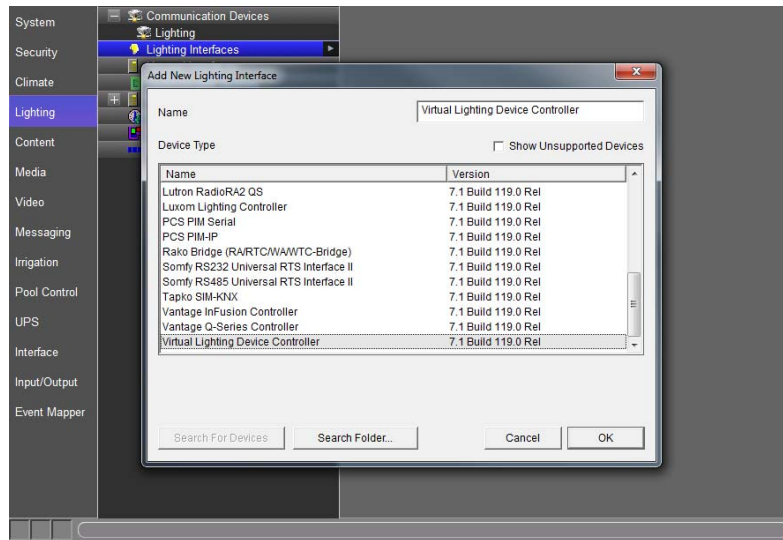 System
Security
Climate
Lighting
Content
Media
Video
Messaging
Irrigation
Pool Control
UPS
Interface
Input/Output
Event Mapper
Communication Devices
Lighting
Lighting Interfaces
Add New Lighting Interface
Name Virtual Lighting Device Controller
Device Type Show Unsupported Devices
Name Version
Lutron RadioRA2 QS 7.1 Build 119.0 Rel
Luxom Lighting Controller 7.1 Build 119.0 Rel
PCS PIM Serial 7.1 Build 119.0 Rel
PCS PIM-IP 7.1 Build 119.0 Rel
Rako Bridge (RA/RTC/WA/WTC-Bridge) 7.1 Build 119.0 Rel
Somfy RS232 Universal RTS Interface II 7.1 Build 119.0 Rel
Somfy RS485 Universal RTS Interface II 7.1 Build 119.0 Rel
Tapko SIM-KNX 7.1 Build 119.0 Rel
Vantage InFusion Controller 7.1 Build 119.0 Rel
Vantage Q-Series Controller 7.1 Build 119.0 Rel
Virtual Lighting Device Controller 7.1 Build 119.0 Rel
Search For Devices Search Folder... Cancel OK